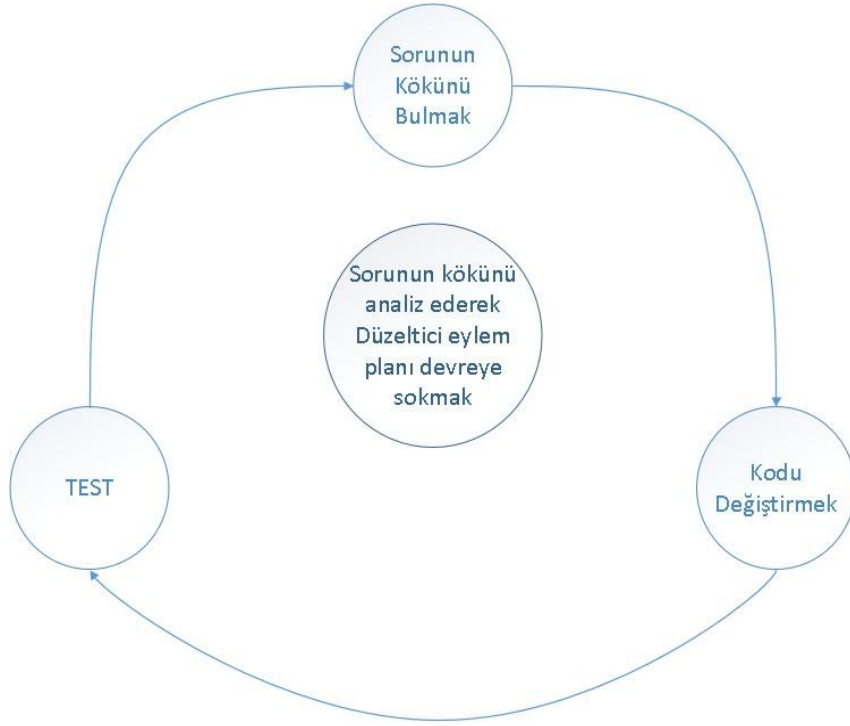 Sorunun
Kökünü
Bulmak
Sorunun kökünü
analiz ederek
Düzeltici eylem
planı devreye
sokmak
TEST
Kodu
Değiştirmek